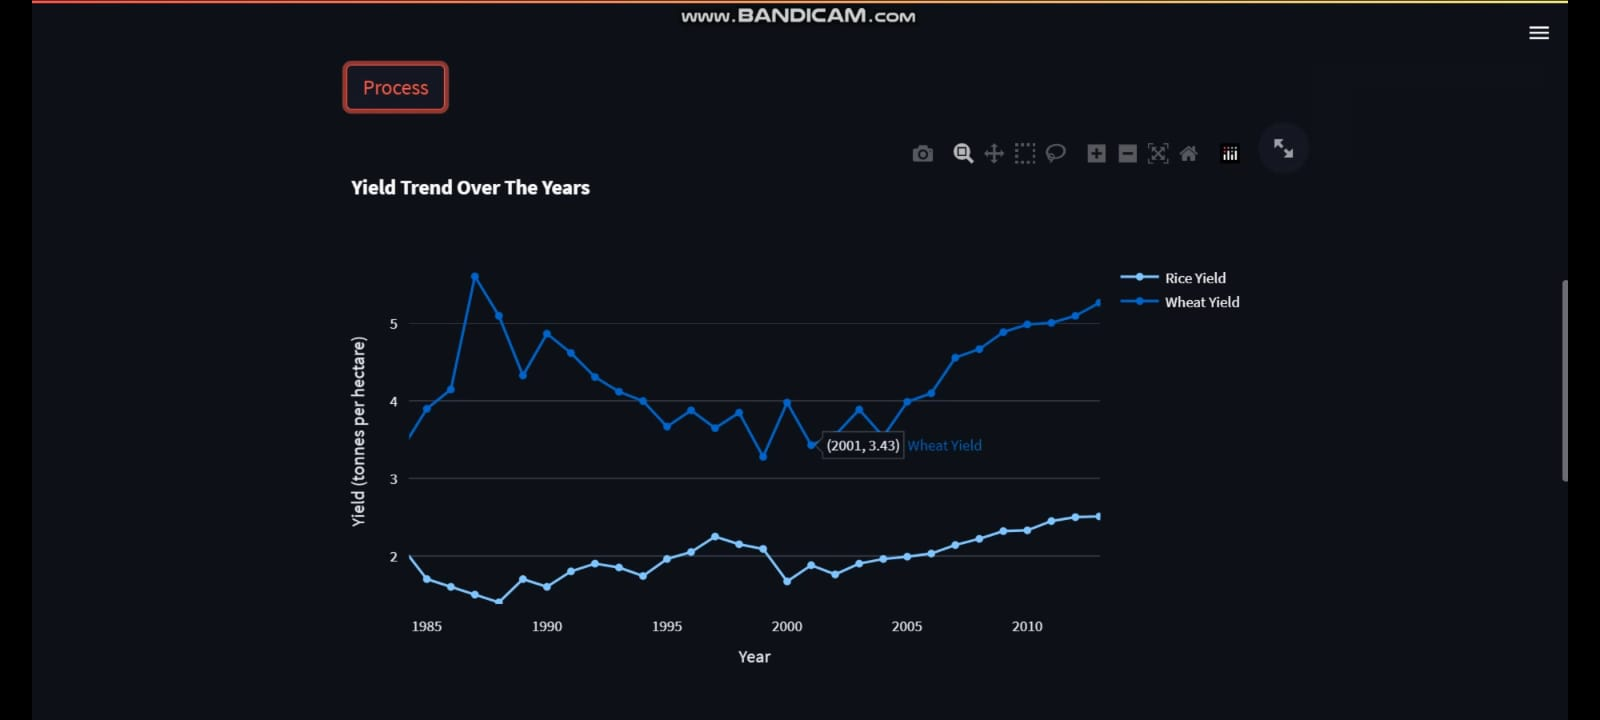 www.BANDICAM.com
Process
Yield Trend Over The Years
Rice Yield
Wheat Yield
Yield (tonnes per hectare)
5
4
3
2
(2001, 3.43) Wheat Yield
1985 1990 1995 2000 2005 2010
Year